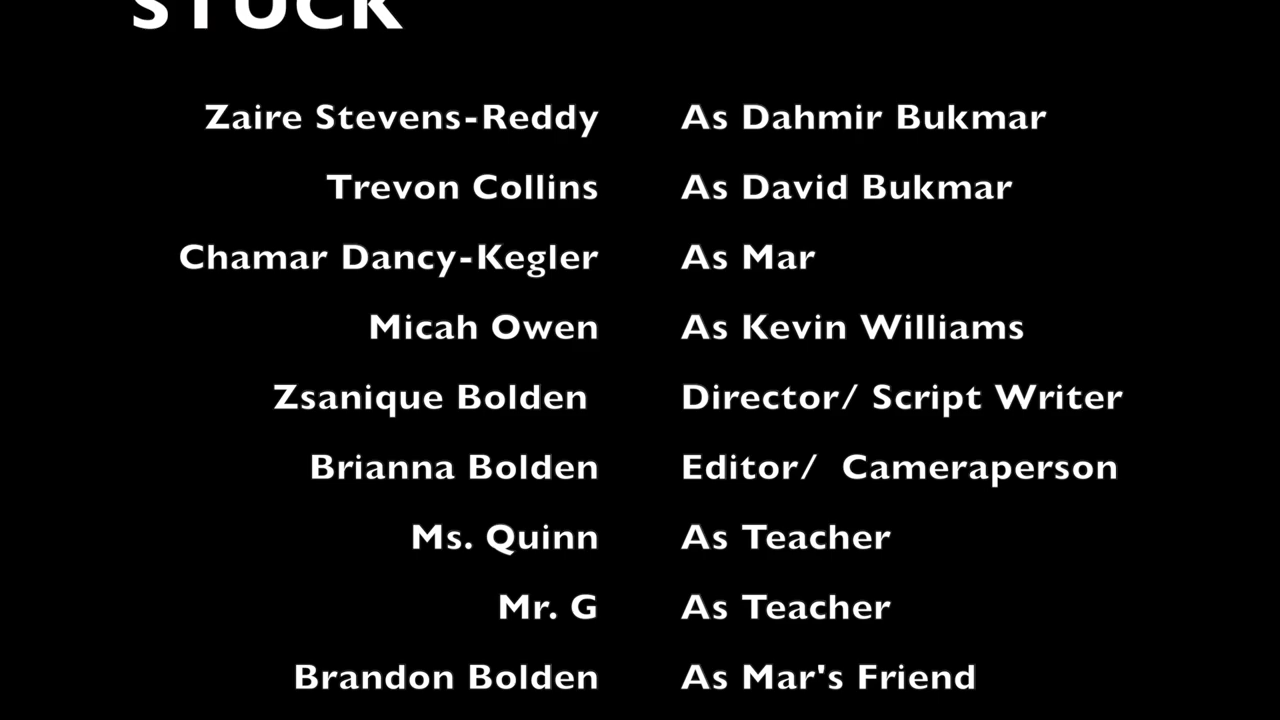 STUCK
Zaire Stevens-Reddy As Dahmir Bukmar
Trevon Collins As David Bukmar
Chamar Dancy-Kegler As Mar
Micah Owen As Kevin Williams
Zsanique Bolden Director/ Script Writer
Brianna Bolden Editor/ Cameraperson
Ms. Quinn As Teacher
Mr. G As Teacher
Brandon Bolden As Mar's Friend